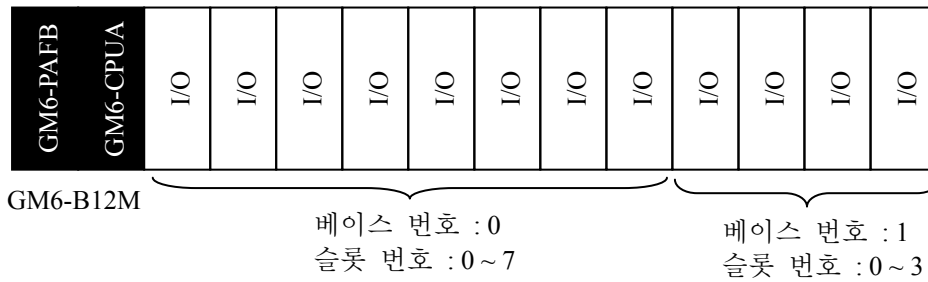 GM6-PAFB
GM6-CPUA
I/O
I/O
I/O
I/O
I/O
I/O
I/O
I/O
I/O
I/O
I/O
I/O
GM6-B12M
베이스 번호 : 0
슬롯 번호 : 0 ~ 7
베이스 번호 : 1
슬롯 번호 : 0 ~ 3